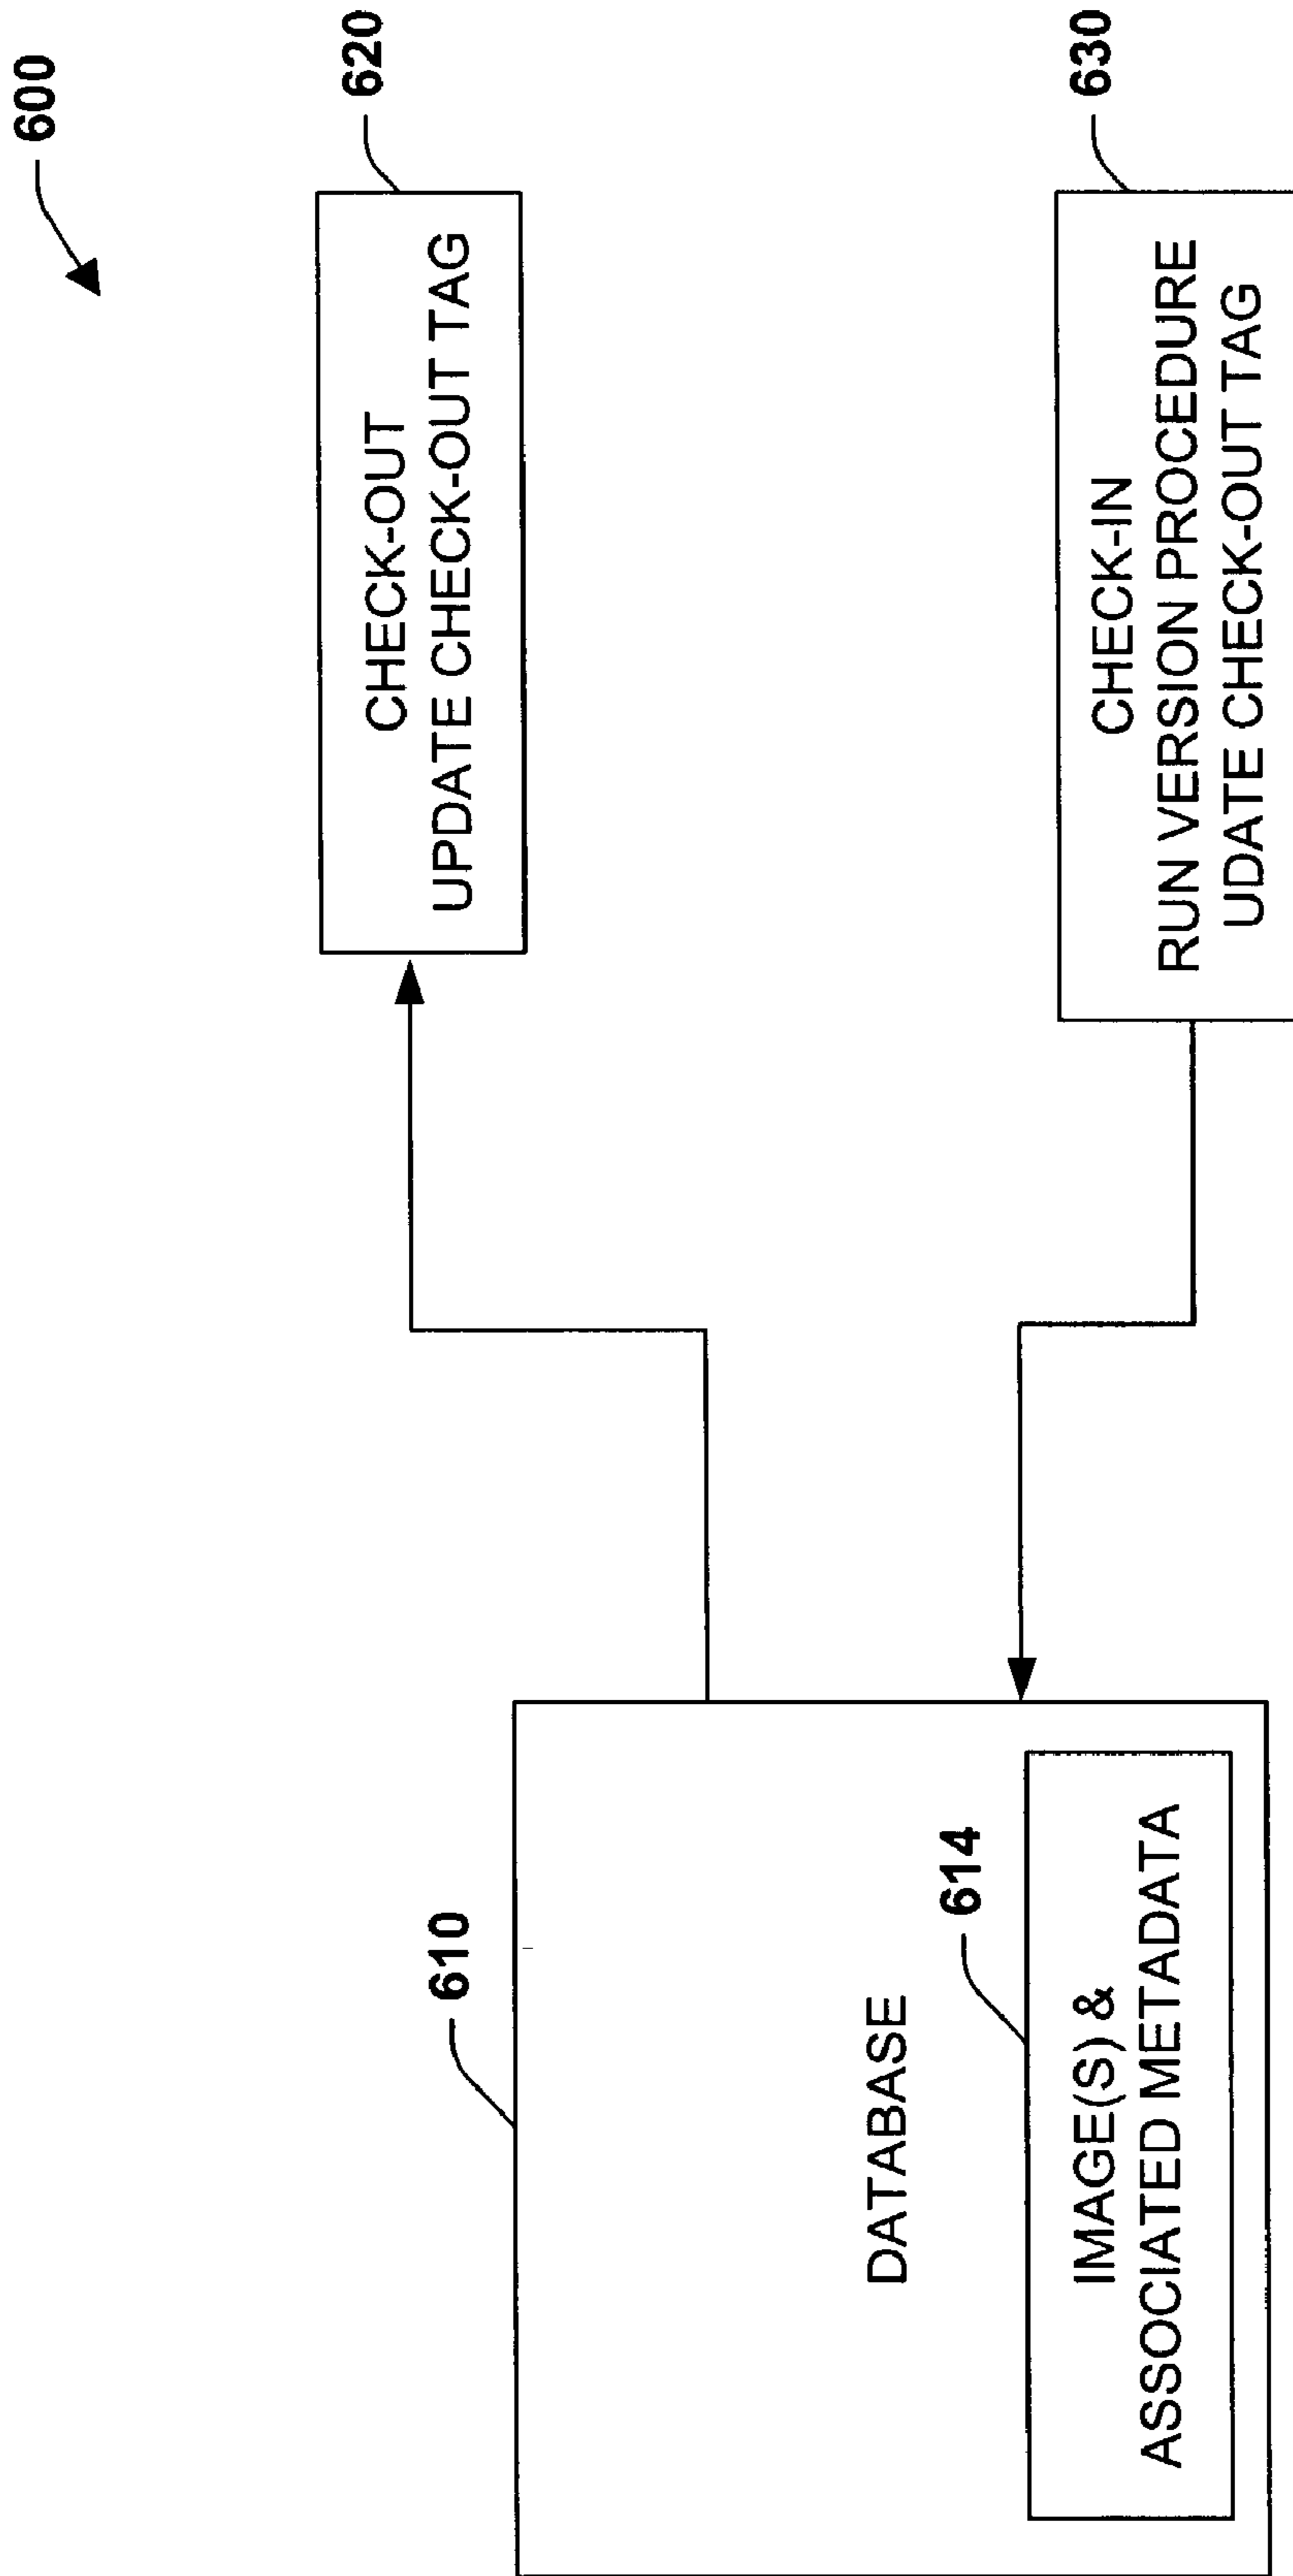 600
620
CHECK-OUT
UPDATE CHECK-OUT TAG
610
DATABASE
614
IMAGE(S) &
ASSOCIATED METADATA
630
CHECK-IN
RUN VERSION PROCEDURE
UDATE CHECK-OUT TAG